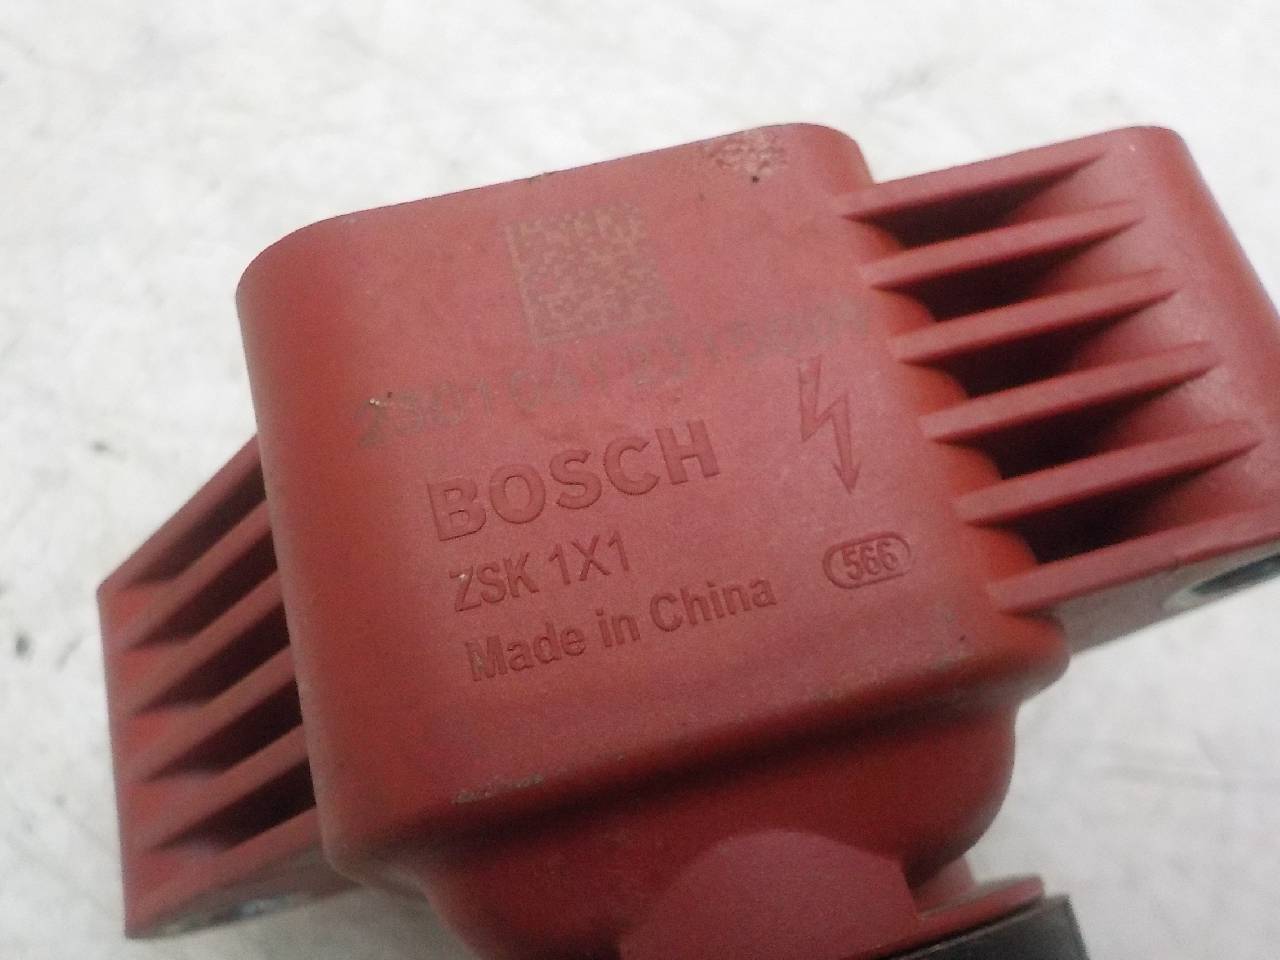 BOSCH
ZSK 1X1
566
Made in China